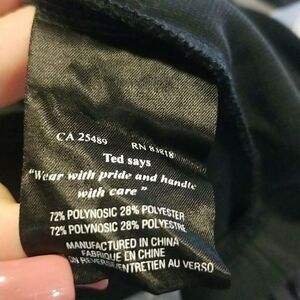 CA 25489 RN 83818
Ted says
"Wear with pride and handle
with care"
72% POLYNOSIC 28% POLYESTER
72% POLYNOSIC 28% POLYESTRE
MANUFACTURED IN CHINA
FABRIQUE EN CHINE
ENTRETIEN AU VERSO